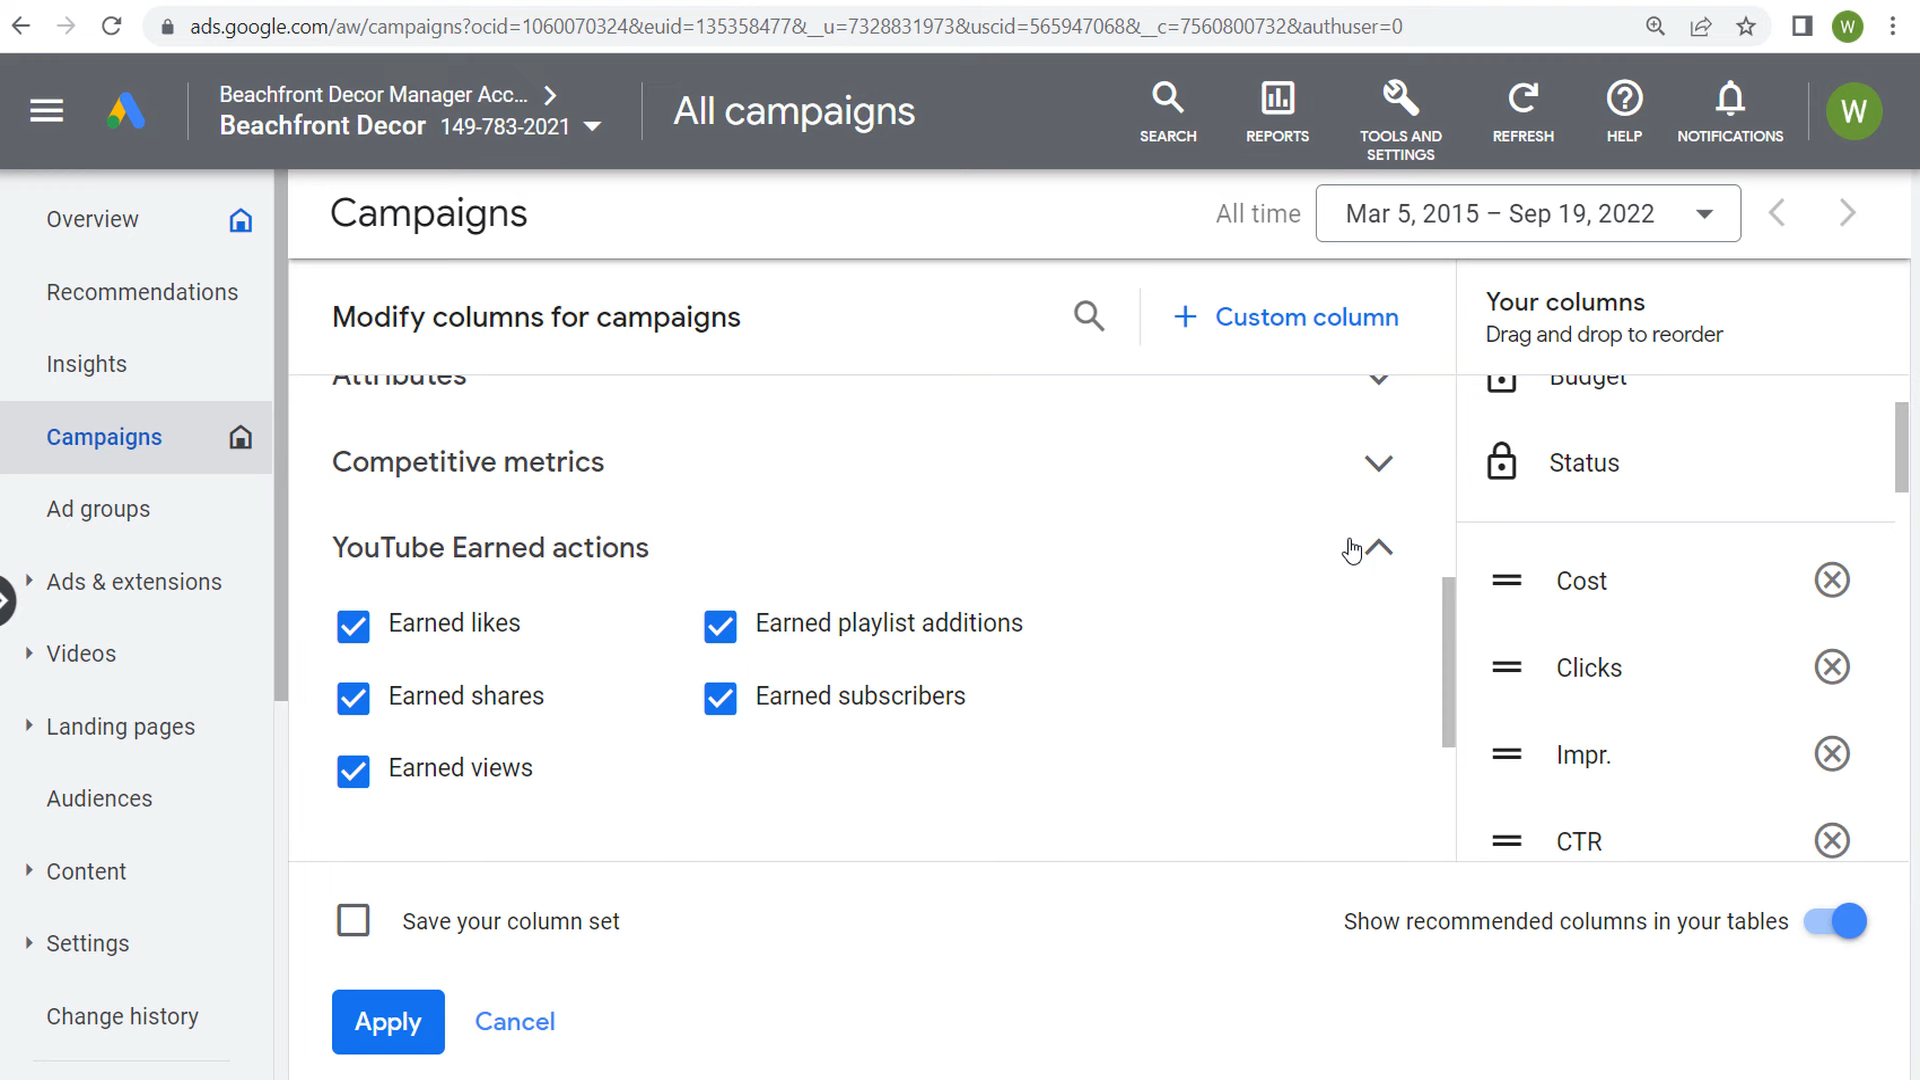 ads.google.com/aw/campaigns?ocid=1060070324&euid=135358477&__u=7328831973&uscid=565947068&__c=7560800732&authuser=0
W
Beachfront Decor Manager Acc...
Beachfront Decor 149-783-2021
All campaigns
SEARCH
REPORTS
TOOLS AND
SETTINGS
REFRESH
HELP
NOTIFICATIONS
W
Overview
Recommendations
Insights
Campaigns
Ad groups
Ads & extensions
Videos
Landing pages
Audiences
Content
Settings
Change history
Campaigns
All time
Mar 5, 2015 – Sep 19, 2022
Modify columns for campaigns
Custom column
Attributes
Competitive metrics
YouTube Earned actions
Earned likes
Earned playlist additions
Earned shares
Earned subscribers
Earned views
Your columns
Drag and drop to reorder
Budget
Status
Cost
Clicks
Impr.
CTR
Save your column set
Show recommended columns in your tables
Apply
Cancel